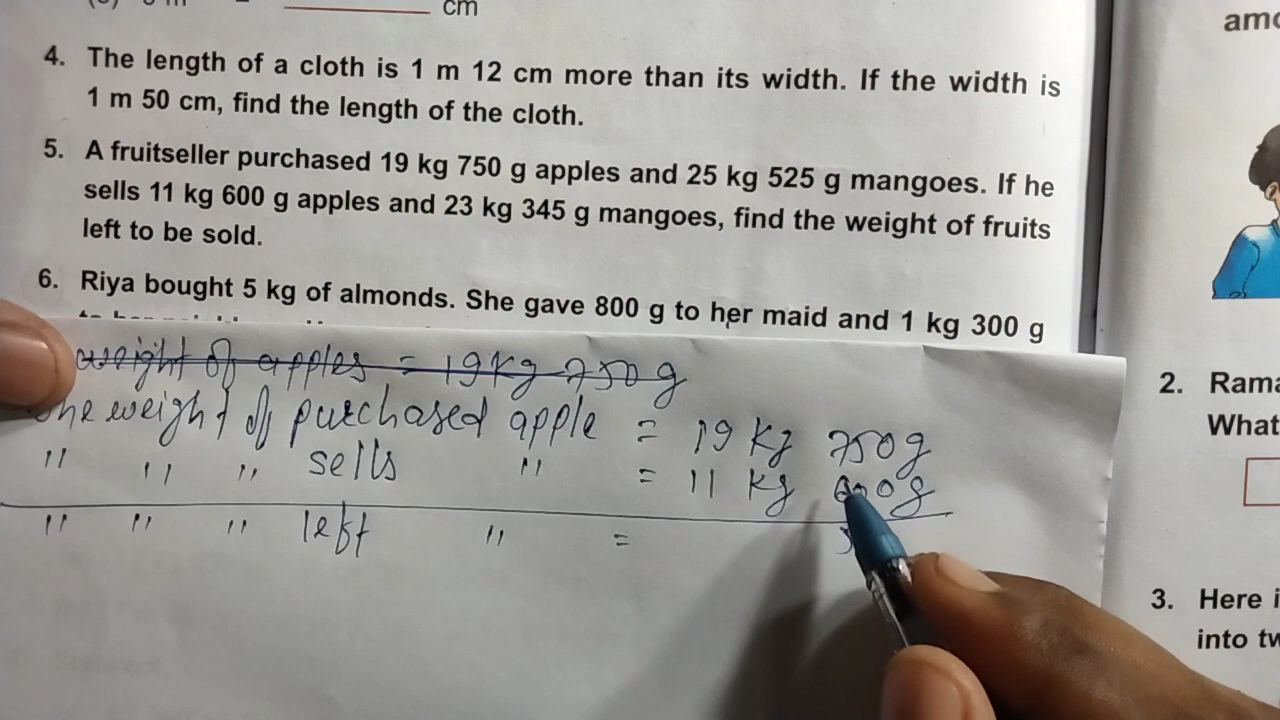 cm
4. The length of a cloth is 1 m 12 cm more than its width. If the width is
1 m 50 cm, find the length of the cloth.
5. A fruitseller purchased 19 kg 750 g apples and 25 kg 525 g mangoes. If he
sells 11 kg 600 g apples and 23 kg 345 g mangoes, find the weight of fruits
left to be sold.
6. Riya bought 5 kg of almonds. She gave 800 g to her maid and 1 kg 300 g
weight of apples = 19 kg 750 g
The weight of purchased apple = 19 kg 750 g
" " " sells " = 11 kg 600 g
" " " left " =
2. Rama
What
3. Here i
into tw